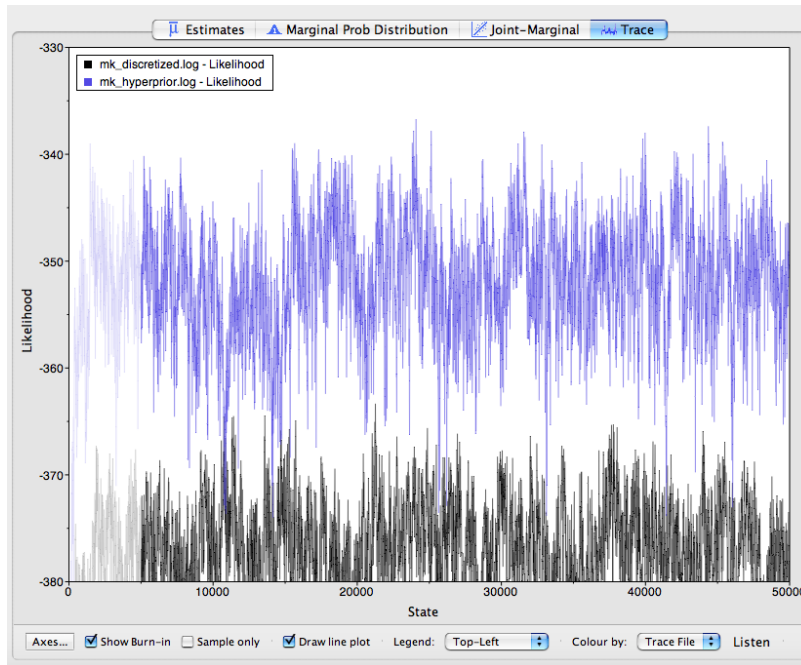 Estimates Marginal Prob Distribution Joint-Marginal Trace
mk_discretized.log - Likelihood
mk_hyperprior.log - Likelihood
-330
-340
-350
-360
-370
-380
Likelihood
0 10000 20000 30000 40000 50000
State
Axes... Show Burn-in Sample only Draw line plot Legend: Top-Left Colour by: Trace File Listen